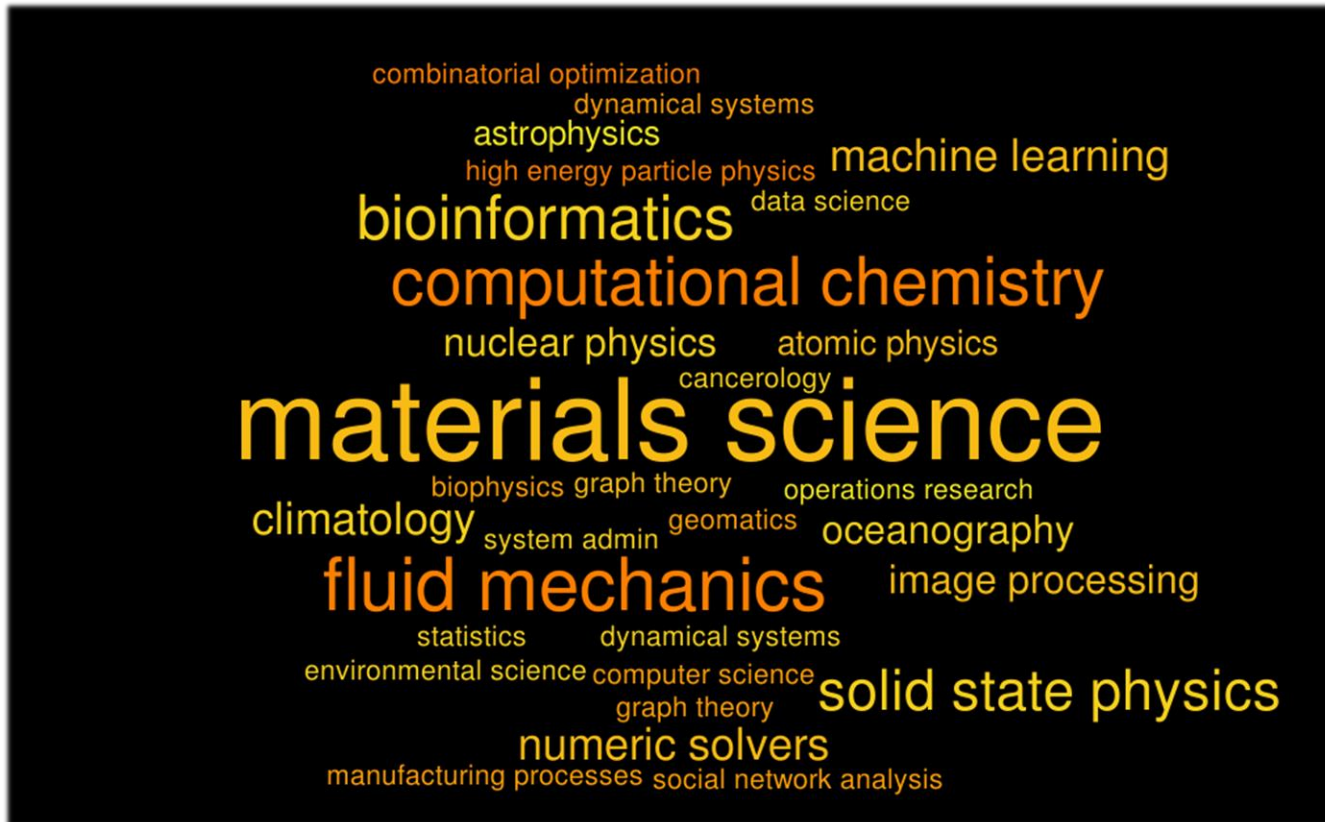 combinatorial optimization
dynamical systems
astrophysics
machine learning
high energy particle physics
data science
bioinformatics
computational chemistry
nuclear physics
atomic physics
cancerology
materials science
biophysics
graph theory
operations research
climatology
system admin
geomatics
oceanography
fluid mechanics
image processing
statistics
dynamical systems
environmental science
computer science
solid state physics
graph theory
numeric solvers
manufacturing processes
social network analysis